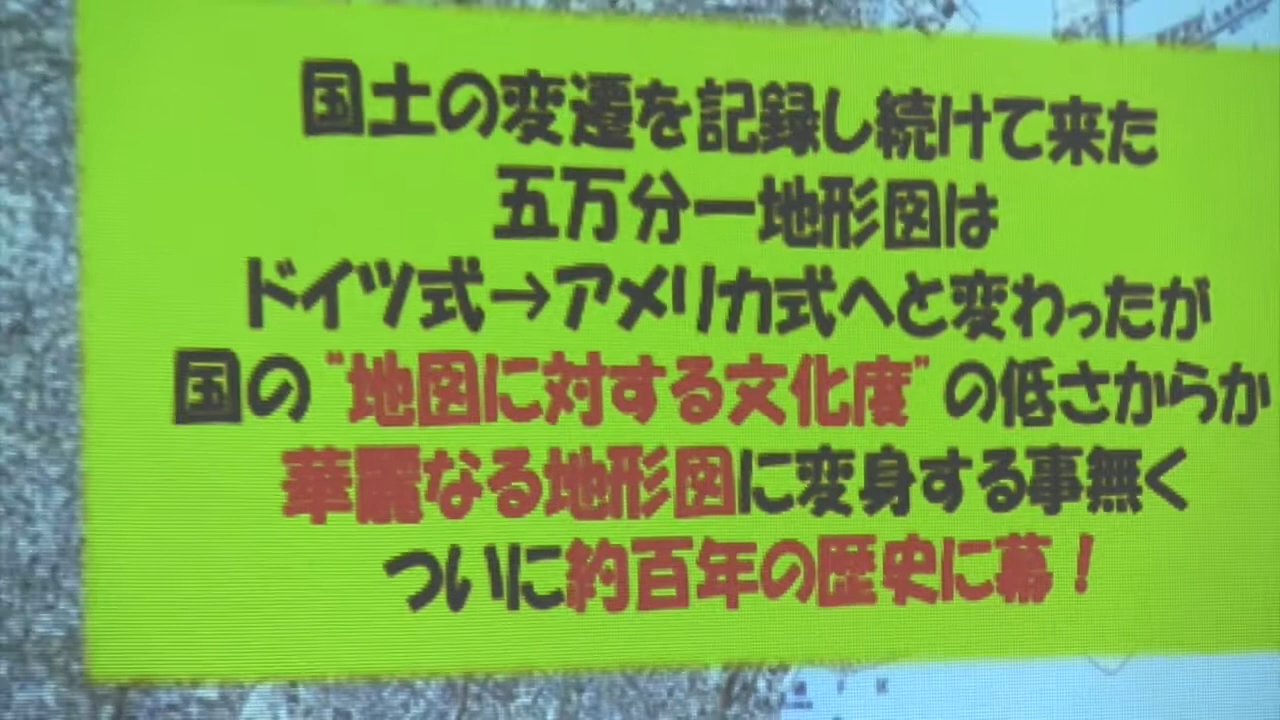 国土の変遷を記録し続けて来た
五万分一地形図は
ドイツ式→アメリカ式へと変わったが
国の"地図に対する文化度"の低さからか
華麗なる地形図に変身する事無く
ついに約百年の歴史に幕！